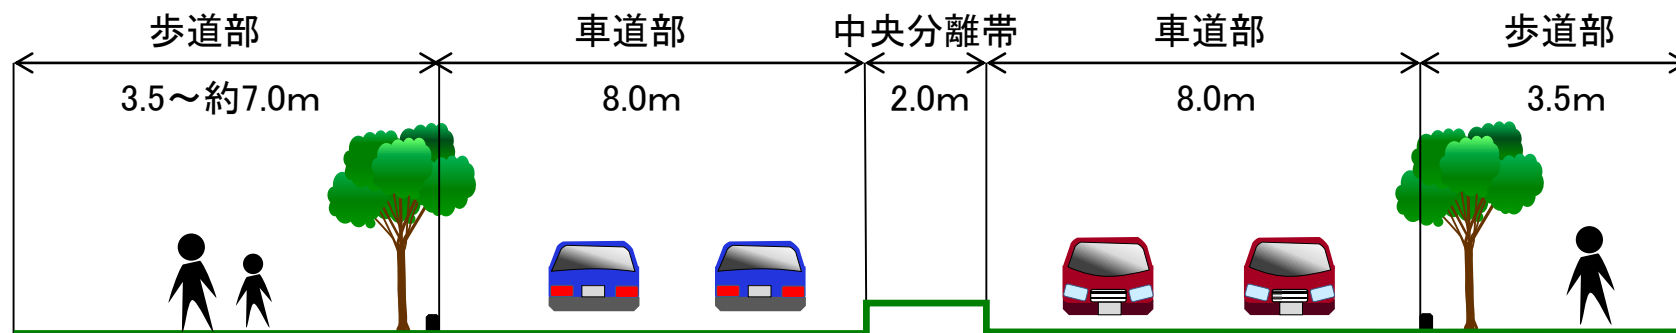 歩道部 車道部 中央分離帯 車道部 歩道部
3.5～約7.0m 8.0m 2.0m 8.0m 3.5m